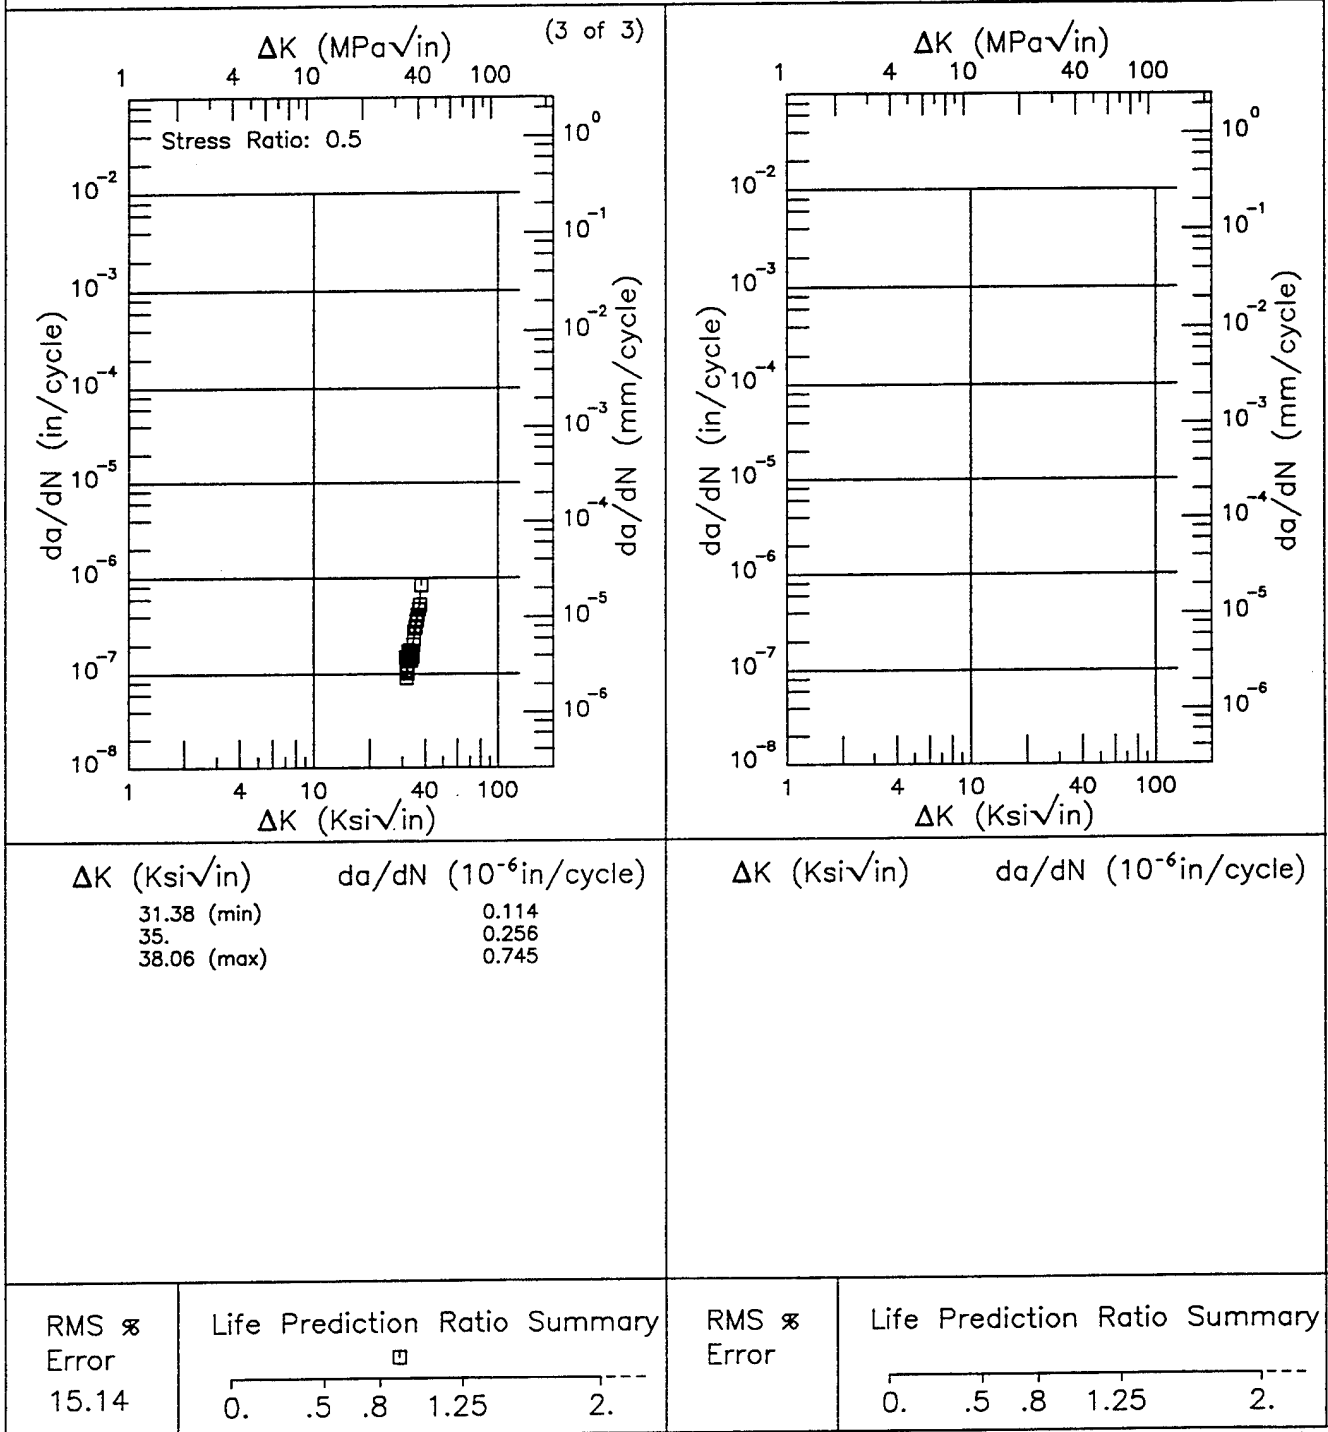 (3 of 3)
ΔK (MPa√in)
1 4 10 40 100
Stress Ratio: 0.5
da/dN (in/cycle)
10⁻²
10⁻³
10⁻⁴
10⁻⁵
10⁻⁶
10⁻⁷
10⁻⁸
10⁰
10⁻¹
10⁻²
10⁻³
10⁻⁴
10⁻⁵
10⁻⁶
da/dN (mm/cycle)
1 4 10 40 100
ΔK (Ksi√in)
ΔK (MPa√in)
1 4 10 40 100
da/dN (in/cycle)
10⁻²
10⁻³
10⁻⁴
10⁻⁵
10⁻⁶
10⁻⁷
10⁻⁸
10⁰
10⁻¹
10⁻²
10⁻³
10⁻⁴
10⁻⁵
10⁻⁶
da/dN (mm/cycle)
1 4 10 40 100
ΔK (Ksi√in)
ΔK (Ksi√in) da/dN (10⁻⁶in/cycle)
31.38 (min) 0.114
35. 0.256
38.06 (max) 0.745
ΔK (Ksi√in) da/dN (10⁻⁶in/cycle)
RMS %
Error
15.14
Life Prediction Ratio Summary
0. .5 .8 1.25 2.
RMS %
Error
Life Prediction Ratio Summary
0. .5 .8 1.25 2.